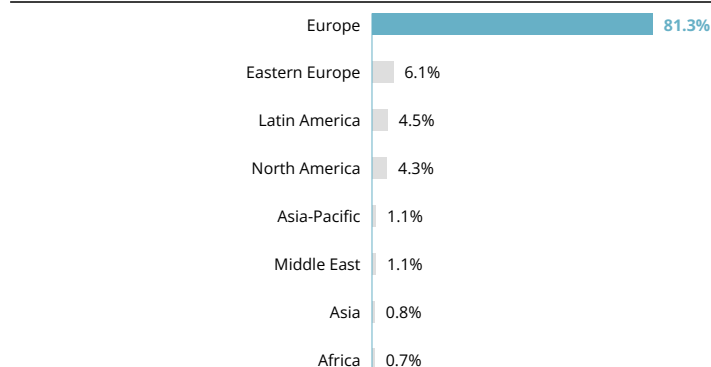 Europe 81.3%
Eastern Europe 6.1%
Latin America 4.5%
North America 4.3%
Asia-Pacific 1.1%
Middle East 1.1%
Asia 0.8%
Africa 0.7%